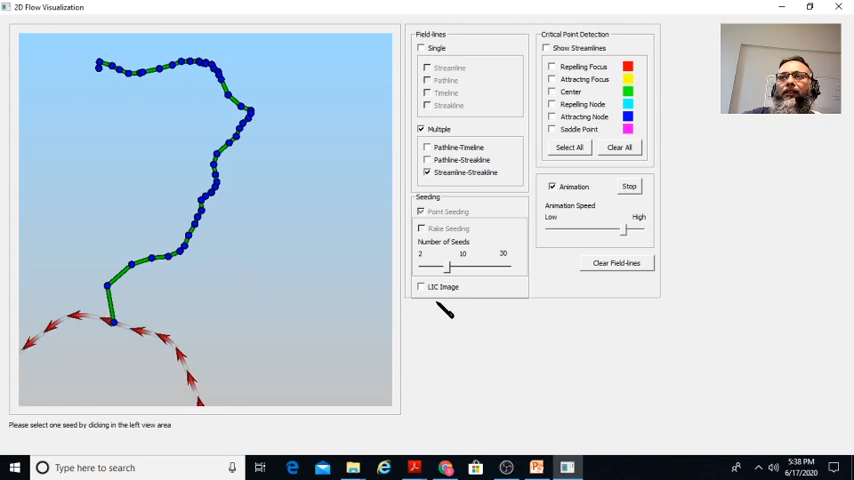 2D Flow Visualization
Field-lines
Single
Streamline
Pathline
Timeline
Streakline
Multiple
Pathline-Timeline
Pathline-Streakline
Streamline-Streakline
Seeding
Point Seeding
Rake Seeding
Number of Seeds
2 10 30
LIC Image
Critical Point Detection
Show Streamlines
Repelling Focus
Attractng Focus
Center
Repelling Node
Attracting Node
Saddle Point
Select All Clear All
Animation Stop
Animation Speed
Low High
Clear Field-lines
Please select one seed by clicking in the left view area
Type here to search
5:38 PM
6/17/2020